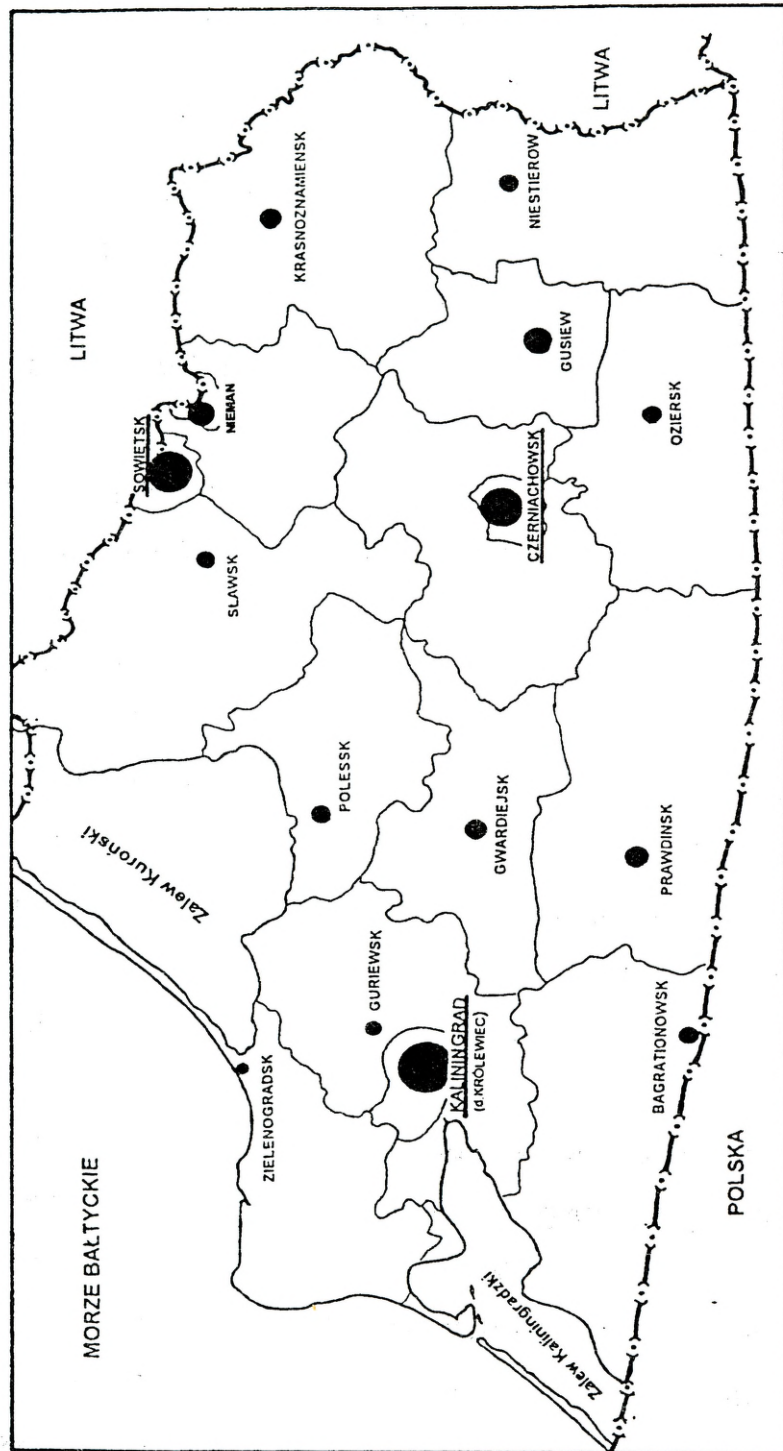 MORZE BAŁTYCKIE
LITWA
Zalew Kuroński
SOWIETSK
NIEMAN
SŁAWSK
KRASNOZNAMIENSK
ZIELENOGRADSK
POLESSK
GURIEWSK
KALININGRAD
(d.KRÓLEWIEC)
GWARDIEJSK
CZERNIACHOWSK
GUSIEW
NIESTIEROW
LITWA
Zalew Kaliningradzki
BAGRATIONOWSK
PRAWDINSK
OZIERSK
POLSKA